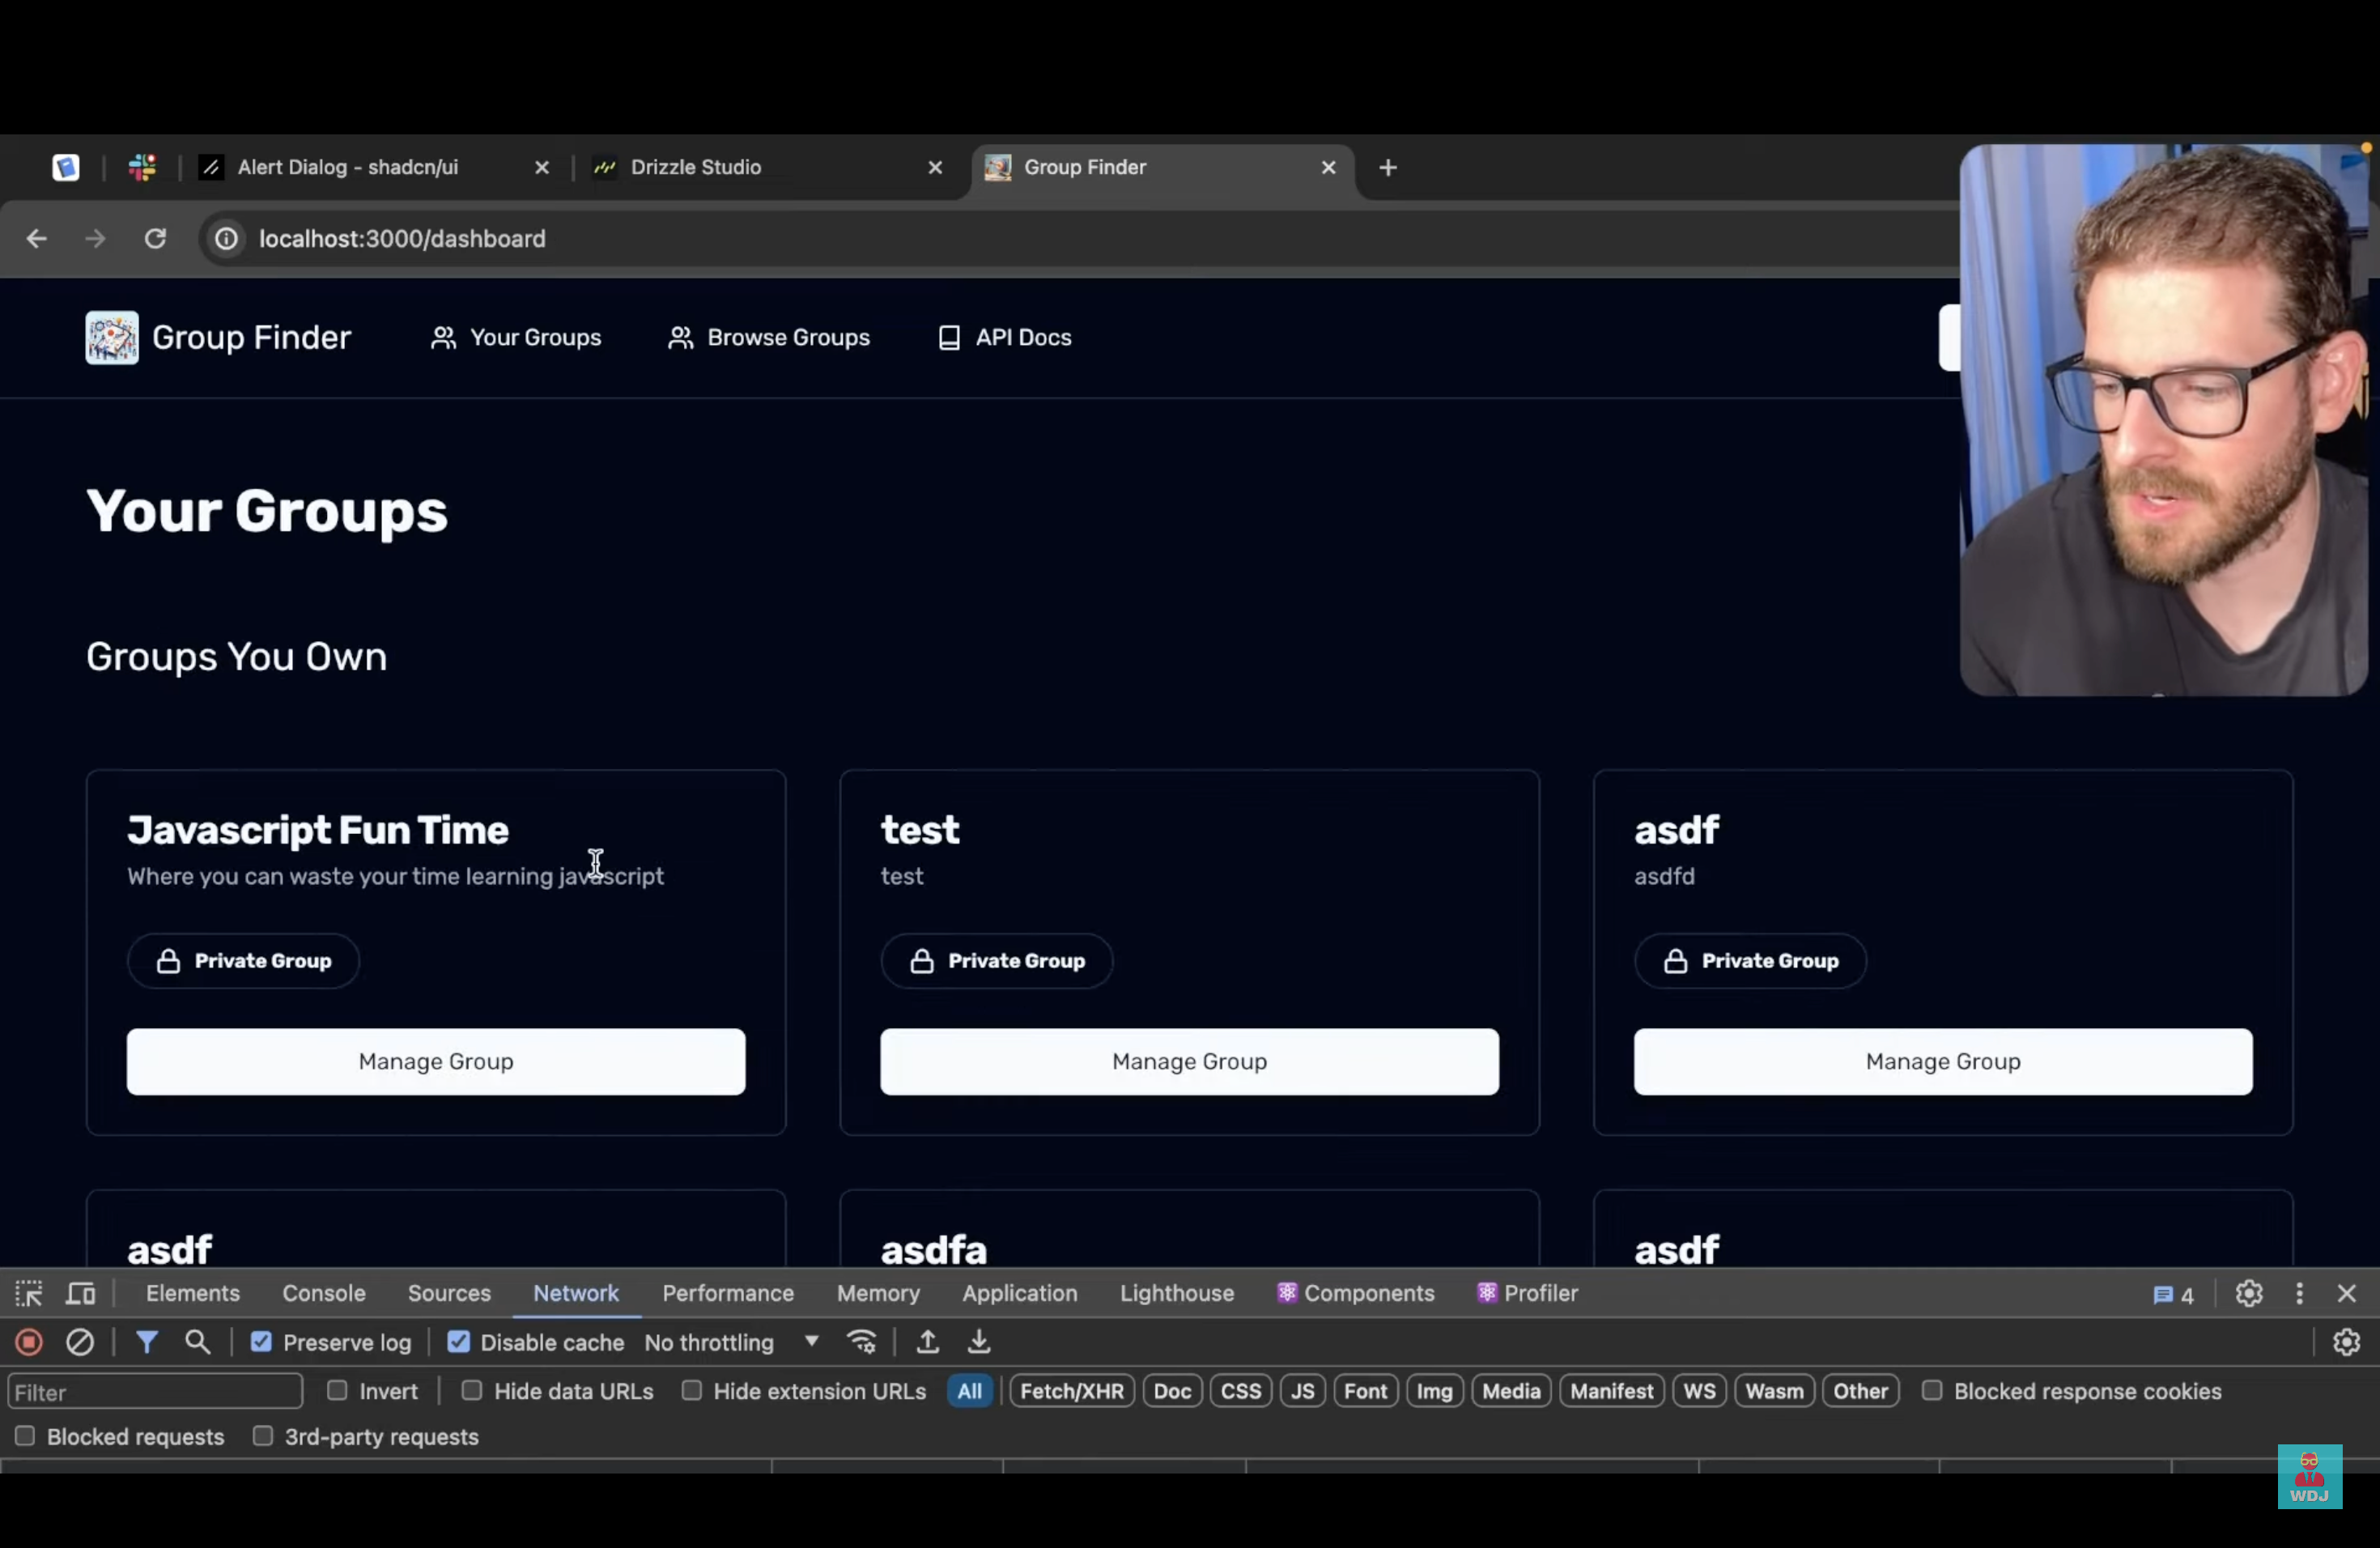 Alert Dialog - shadcn/ui
Drizzle Studio
Group Finder
localhost:3000/dashboard
Group Finder
Your Groups
Browse Groups
API Docs
Your Groups
Groups You Own
Javascript Fun Time
Where you can waste your time learning javascript
Private Group
Manage Group
test
test
Private Group
Manage Group
asdf
asdfd
Private Group
Manage Group
asdf
asdfa
asdf
Elements Console Sources Network Performance Memory Application Lighthouse Components Profiler 4
Preserve log Disable cache No throttling
Filter Invert Hide data URLs Hide extension URLs All Fetch/XHR Doc CSS JS Font Img Media Manifest WS Wasm Other Blocked response cookies
Blocked requests 3rd-party requests
WDJ